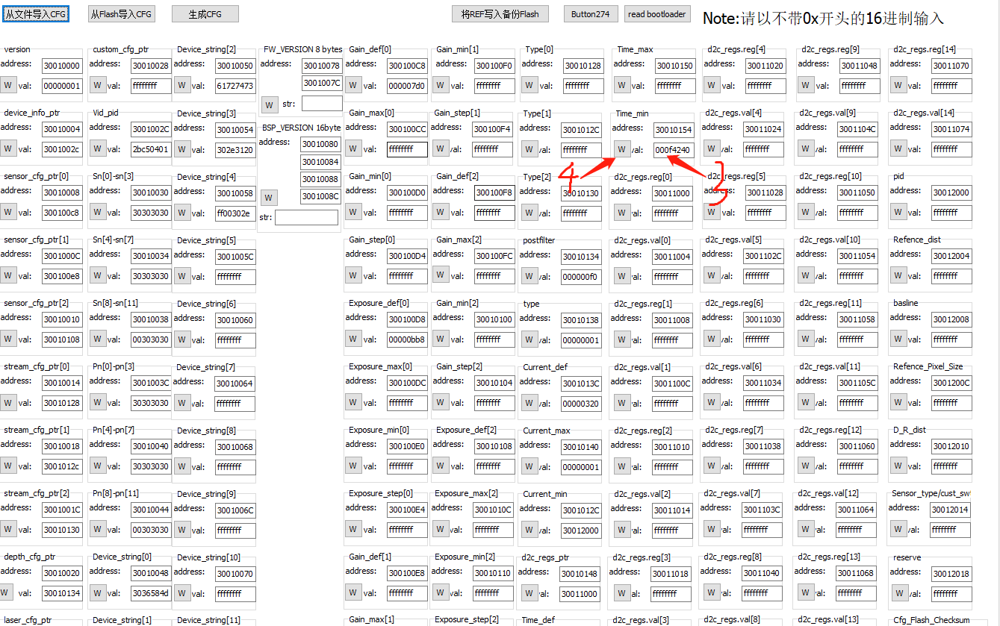 从文件导入CFG 从Flash导入CFG 生成CFG 将REF写入备份Flash Button274 read bootloader Note:请以不带0x开头的16进制输入
version custom_cfg_ptr Device_string[2] FW_VERSION 8 bytes Gain_def[0] Gain_min[1] Type[0] Time_max d2c_regs.reg[4] d2c_regs.reg[9] d2c_regs.reg[14]
address: 30010000 address: 30010028 address: 30010050 address: 30010078 address: 300100C8 address: 300100F0 address: 30010128 address: 30010150 address: 30011020 address: 30011048 address: 30011070
3001007C
W val: 00000001 W val: ffffffff W val: 61727473 W val: 000007d0 W val: ffffffff W val: ffffffff W val: ffffffff W val: ffffffff W val: ffffffff W val: ffffffff
W str:
device_info_ptr Vid_pid Device_string[3] Gain_max[0] Gain_step[1] Type[1] Time_min d2c_regs.val[4] d2c_regs.val[9] d2c_regs.val[14]
address: 30010004 address: 3001002C address: 30010054 BSP_VERSION 16byte address: 300100CC address: 300100F4 address: 3001012C address: 30010154 address: 30011024 address: 3001104C address: 30011074
address: 30010080
W val: 3001002c W val: 2bc50401 W val: 302e3120 W val: ffffffff W val: ffffffff W val: ffffffff W val: 000f4240 W val: ffffffff W val: ffffffff W val: ffffffff
30010084
4 3
sensor_cfg_ptr[0] Sn[0]-sn[3] Device_string[4] 30010088 Gain_min[0] Gain_def[2] Type[2] d2c_regs.reg[0] d2c_regs.reg[5] d2c_regs.reg[10] pid
address: 30010008 address: 30010030 address: 30010058 W 3001008C address: 300100D0 address: 300100F8 address: 30010130 address: 30011000 address: 30011028 address: 30011050 address: 30012000
W val: 300100c8 W val: 30303030 W val: ff00302e str: W val: ffffffff W val: ffffffff W val: ffffffff W val: ffffffff W val: ffffffff W val: ffffffff W val: ffffffff
sensor_cfg_ptr[1] Sn[4]-sn[7] Device_string[5] Gain_step[0] Gain_max[2] postfilter d2c_regs.val[0] d2c_regs.val[5] d2c_regs.val[10] Refence_dist
address: 3001000C address: 30010034 address: 3001005C address: 300100D4 address: 300100FC address: 30010134 address: 30011004 address: 3001102C address: 30011054 address: 30012004
W val: 300100e8 W val: 30303030 W val: ffffffff W val: ffffffff W val: ffffffff W val: 000000f0 W val: ffffffff W val: ffffffff W val: ffffffff W val: ffffffff
sensor_cfg_ptr[2] Sn[8]-sn[11] Device_string[6] Exposure_def[0] Gain_min[2] type d2c_regs.reg[1] d2c_regs.reg[6] d2c_regs.reg[11] basline
address: 30010010 address: 30010038 address: 30010060 address: 300100D8 address: 30010100 address: 30010138 address: 30011008 address: 30011030 address: 30011058 address: 30012008
W val: 30010108 W val: 00303030 W val: ffffffff W val: 00000bb8 W val: ffffffff W val: 00000001 W val: ffffffff W val: ffffffff W val: ffffffff W val: ffffffff
stream_cfg_ptr[0] Pn[0]-pn[3] Device_string[7] Exposure_max[0] Gain_step[2] Current_def d2c_regs.val[1] d2c_regs.val[6] d2c_regs.val[11] Refence_Pixel_Size
address: 30010014 address: 3001003C address: 30010064 address: 300100DC address: 30010104 address: 3001013C address: 3001100C address: 30011034 address: 3001105C address: 3001200C
W val: 30010128 W val: 30303030 W val: ffffffff W val: ffffffff W val: ffffffff W val: 00000320 W val: ffffffff W val: ffffffff W val: ffffffff W val: ffffffff
stream_cfg_ptr[1] Pn[4]-pn[7] Device_string[8] Exposure_min[0] Exposure_def[2] Current_max d2c_regs.reg[2] d2c_regs.reg[7] d2c_regs.reg[12] D_R_dist
address: 30010018 address: 30010040 address: 30010068 address: 300100E0 address: 30010108 address: 30010140 address: 30011010 address: 30011038 address: 30011060 address: 30012010
W val: 3001012c W val: 30303030 W val: ffffffff W val: ffffffff W val: ffffffff W val: 00000001 W val: ffffffff W val: ffffffff W val: ffffffff W val: ffffffff
stream_cfg_ptr[2] Pn[8]-pn[11] Device_string[9] Exposure_step[0] Exposure_max[2] Current_min d2c_regs.val[2] d2c_regs.val[7] d2c_regs.val[12] Sensor_type/cust_sw
address: 3001001C address: 30010044 address: 3001006C address: 300100E4 address: 3001010C address: 3001012C address: 30011014 address: 3001103C address: 30011064 address: 30012014
W val: 30010130 W val: 00303030 W val: ffffffff W val: ffffffff W val: ffffffff W val: 30012000 W val: ffffffff W val: ffffffff W val: ffffffff W val: ffffffff
depth_cfg_ptr Device_string[0] Device_string[10] Gain_def[1] Exposure_min[2] d2c_regs_ptr d2c_regs.reg[3] d2c_regs.reg[8] d2c_regs.reg[13] reserve
address: 30010020 address: 30010048 address: 30010070 address: 300100E8 address: 30010110 address: 30010148 address: 30011018 address: 30011040 address: 30011068 address: 30012018
W val: 30010134 W val: 3036584d W val: ffffffff W val: ffffffff W val: ffffffff W val: 30011000 W val: ffffffff W val: ffffffff W val: ffffffff W val: ffffffff
laser_cfg_ptr Device_string[1] Device_string[11] Gain_max[1] Exposure_step[2] Time_def d2c_regs.val[3] d2c_regs.val[8] d2c_regs.val[13] Cfg_Flash_Checksum